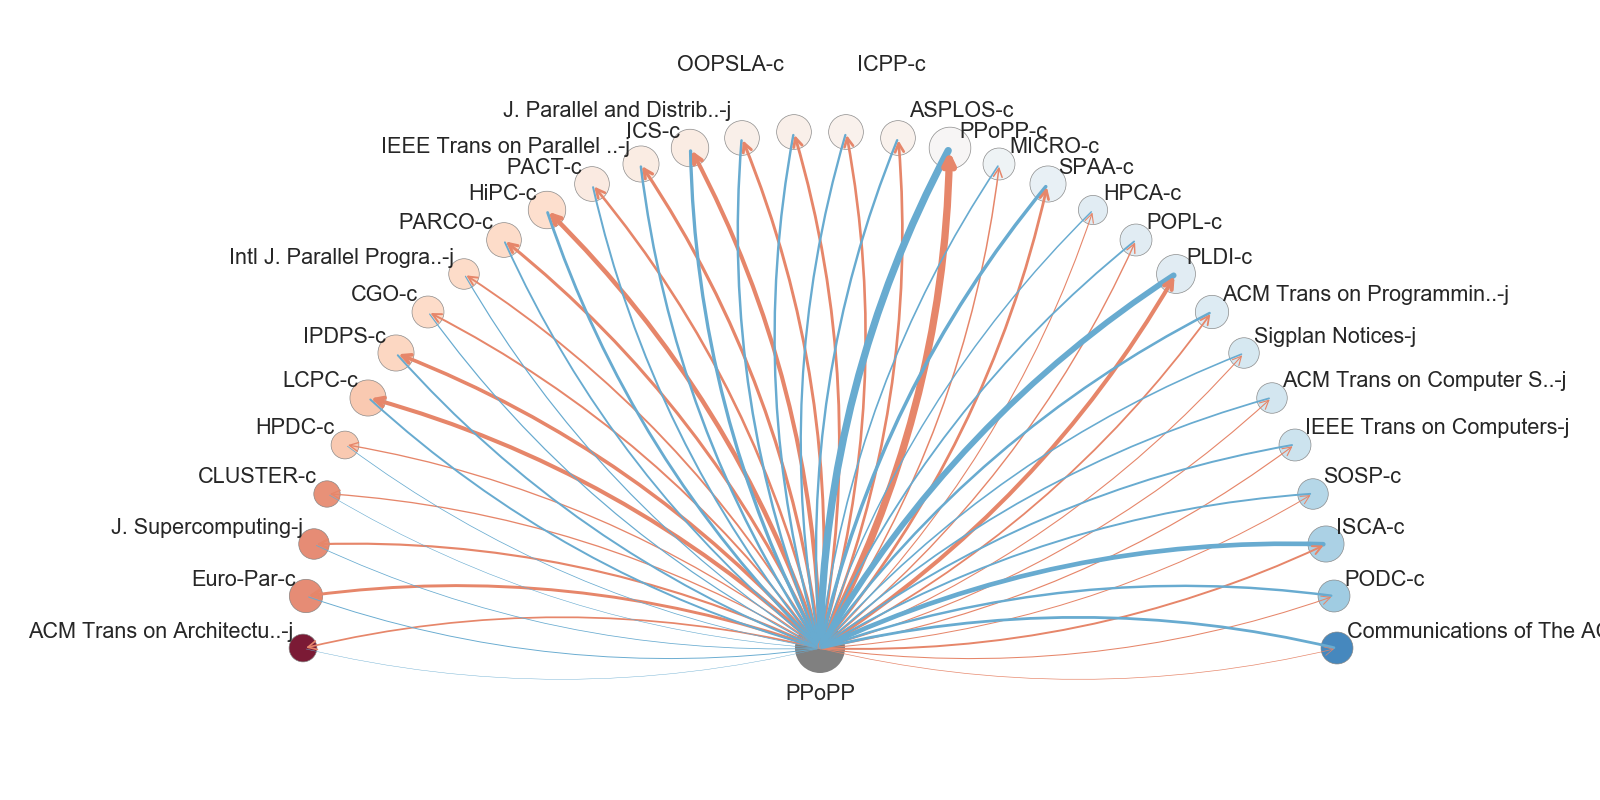 OOPSLA-c
ICPP-c
J. Parallel and Distrib..-j
ASPLOS-c
ICS-c
PPoPP-c
IEEE Trans on Parallel ..-j
MICRO-c
PACT-c
SPAA-c
HiPC-c
HPCA-c
PARCO-c
POPL-c
Intl J. Parallel Progra..-j
PLDI-c
CGO-c
ACM Trans on Programmin..-j
IPDPS-c
Sigplan Notices-j
LCPC-c
ACM Trans on Computer S..-j
HPDC-c
IEEE Trans on Computers-j
CLUSTER-c
SOSP-c
J. Supercomputing-j
ISCA-c
Euro-Par-c
PODC-c
ACM Trans on Architectu..-j
Communications of The AC
PPoPP